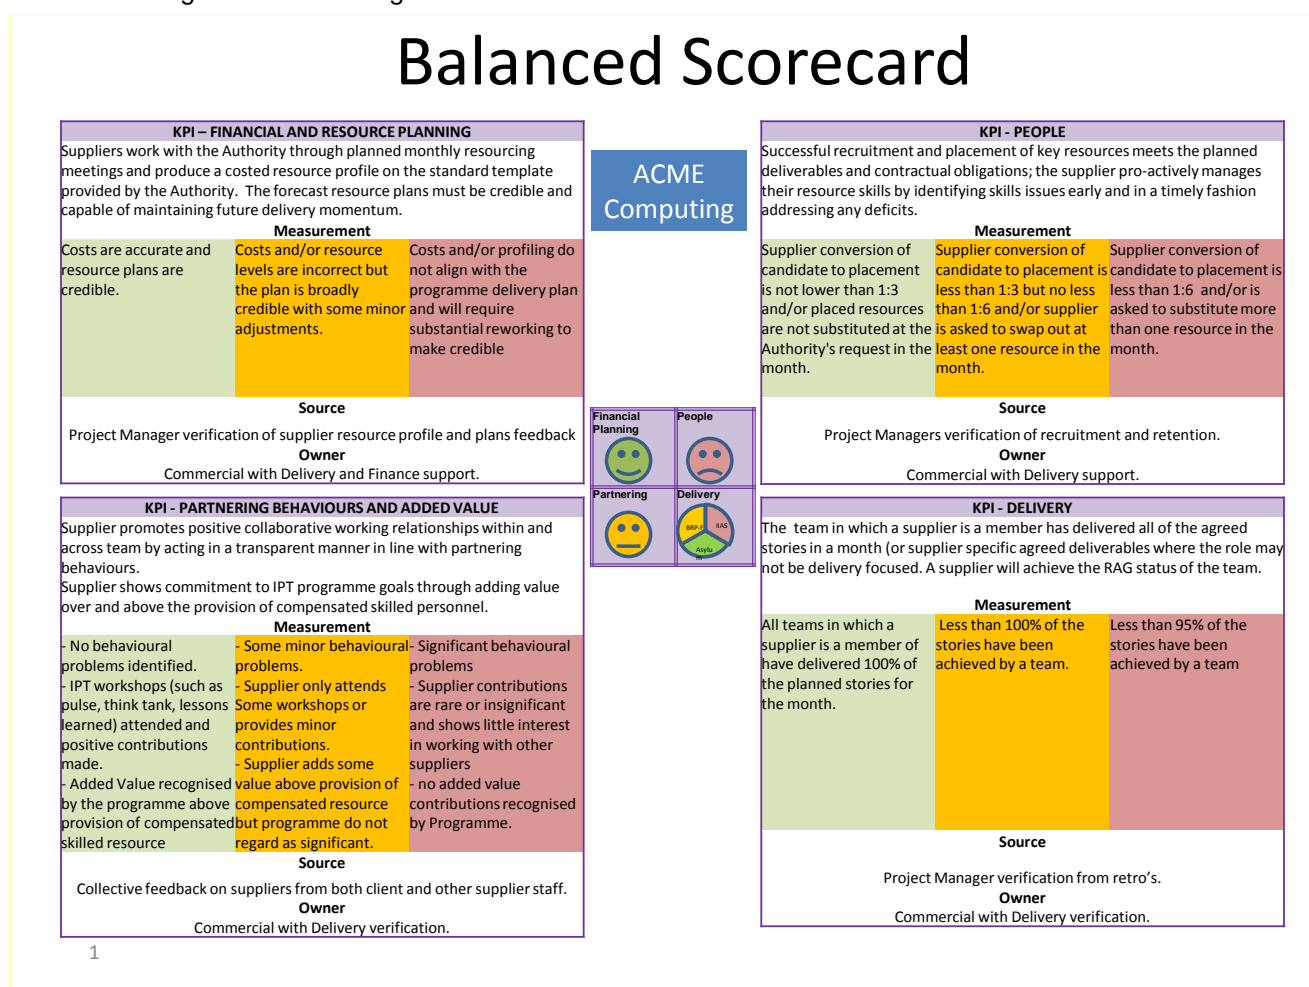 Balanced Scorecard
KPI – FINANCIAL AND RESOURCE PLANNING
Suppliers work with the Authority through planned monthly resourcing
meetings and produce a costed resource profile on the standard template
provided by the Authority. The forecast resource plans must be credible and
capable of maintaining future delivery momentum.
Measurement
Costs are accurate and
resource plans are
credible.
Costs and/or resource
levels are incorrect but
the plan is broadly
credible with some minor
adjustments.
Costs and/or profiling do
not align with the
programme delivery plan
and will require
substantial reworking to
make credible
Source
Project Manager verification of supplier resource profile and plans feedback
Owner
Commercial with Delivery and Finance support.
ACME
Computing
KPI - PEOPLE
Successful recruitment and placement of key resources meets the planned
deliverables and contractual obligations; the supplier pro-actively manages
their resource skills by identifying skills issues early and in a timely fashion
addressing any deficits.
Measurement
Supplier conversion of
candidate to placement
is not lower than 1:3
and/or placed resources
are not substituted at the
Authority's request in the
month.
Supplier conversion of
candidate to placement is
less than 1:3 but no less
than 1:6 and/or supplier
is asked to swap out at
least one resource in the
month.
Supplier conversion of
candidate to placement is
less than 1:6 and/or is
asked to substitute more
than one resource in the
month.
Source
Project Managers verification of recruitment and retention.
Owner
Commercial with Delivery support.
Financial
Planning
People
Partnering
Delivery
IIAS
Asylu
KPI - PARTNERING BEHAVIOURS AND ADDED VALUE
Supplier promotes positive collaborative working relationships within and
across team by acting in a transparent manner in line with partnering
behaviours.
Supplier shows commitment to IPT programme goals through adding value
over and above the provision of compensated skilled personnel.
Measurement
- No behavioural
problems identified.
- IPT workshops (such as
pulse, think tank, lessons
learned) attended and
positive contributions
made.
- Added Value recognised
by the programme above
provision of compensated
skilled resource
- Some minor behavioural
problems.
- Supplier only attends
Some workshops or
provides minor
contributions.
- Supplier adds some
value above provision of
compensated resource
but programme do not
regard as significant.
- Significant behavioural
problems
- Supplier contributions
are rare or insignificant
and shows little interest
in working with other
suppliers
- no added value
contributions recognised
by Programme.
Source
Collective feedback on suppliers from both client and other supplier staff.
Owner
Commercial with Delivery verification.
KPI - DELIVERY
The team in which a supplier is a member has delivered all of the agreed
stories in a month (or supplier specific agreed deliverables where the role may
not be delivery focused. A supplier will achieve the RAG status of the team.
Measurement
All teams in which a
supplier is a member of
have delivered 100% of
the planned stories for
the month.
Less than 100% of the
stories have been
achieved by a team.
Less than 95% of the
stories have been
achieved by a team
Source
Project Manager verification from retro's.
Owner
Commercial with Delivery verification.
1